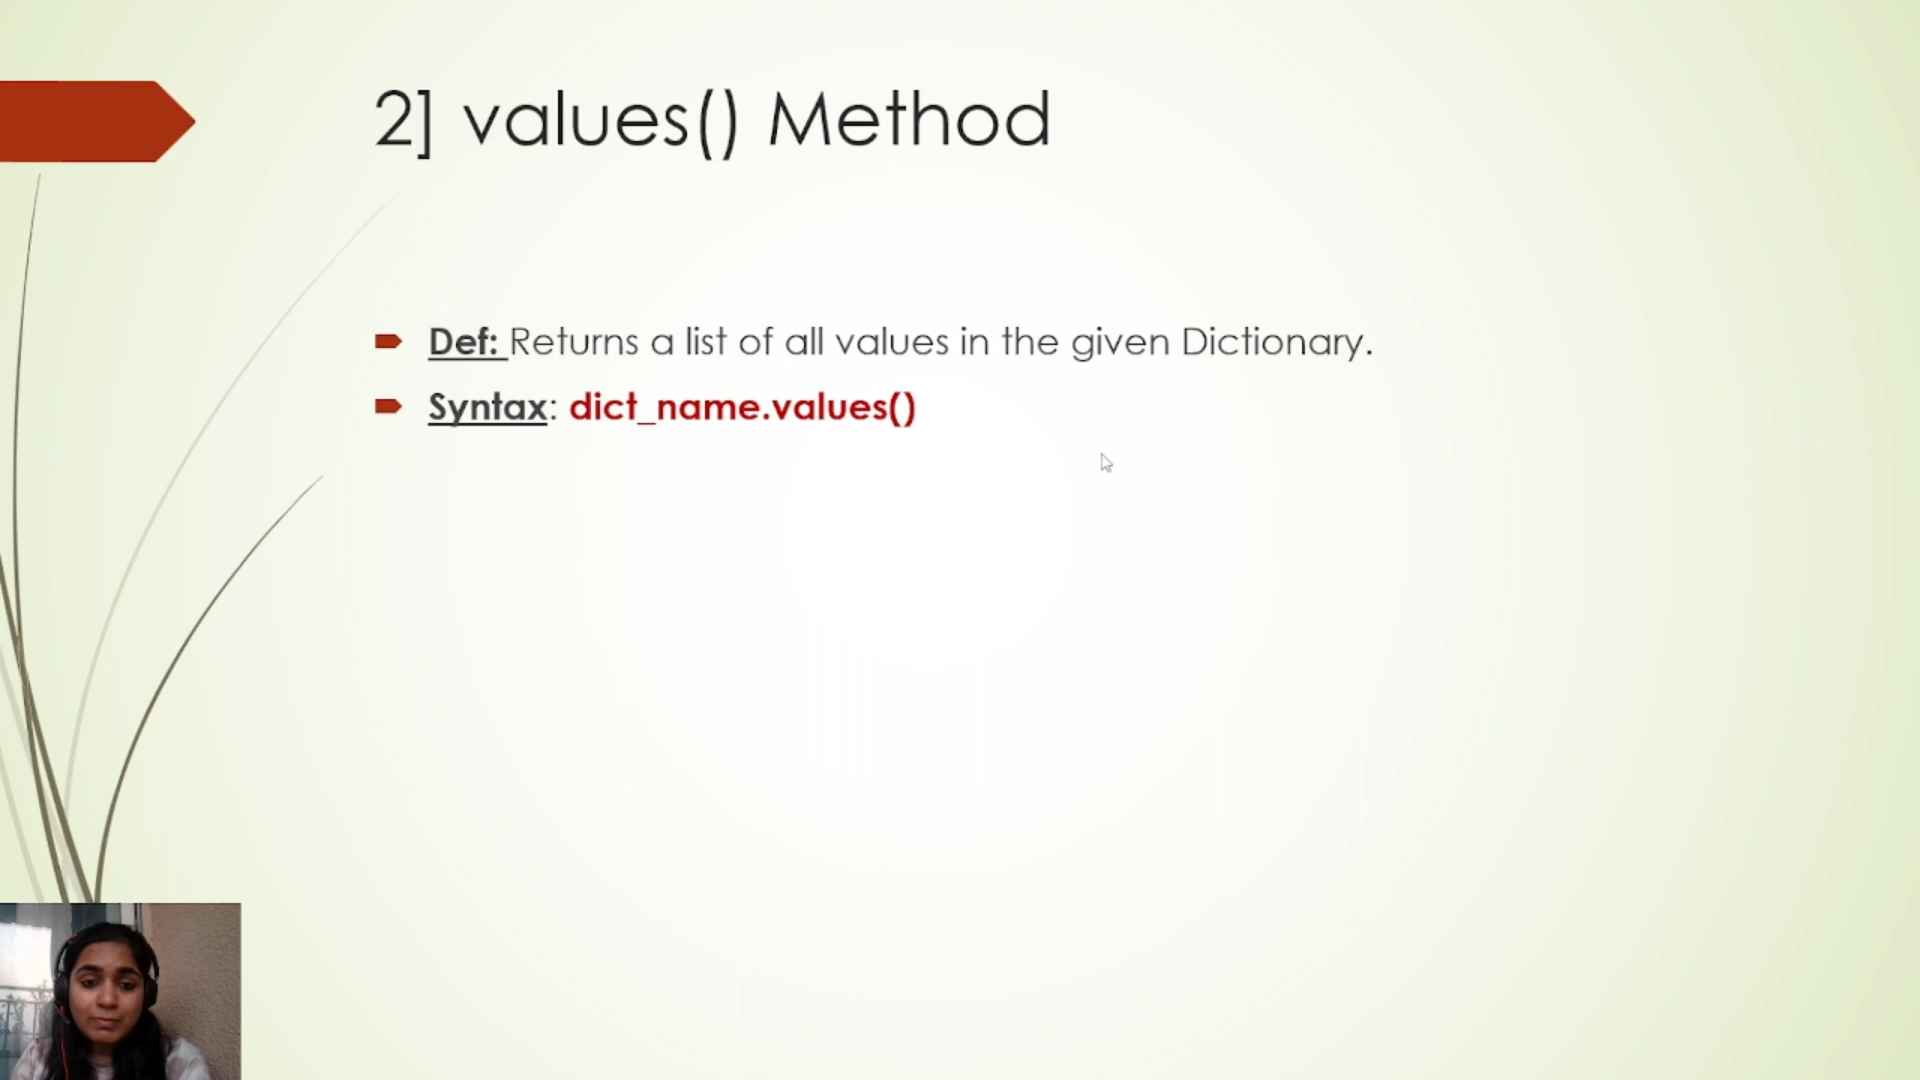 2] values() Method
Def: Returns a list of all values in the given Dictionary.
Syntax: dict_name.values()